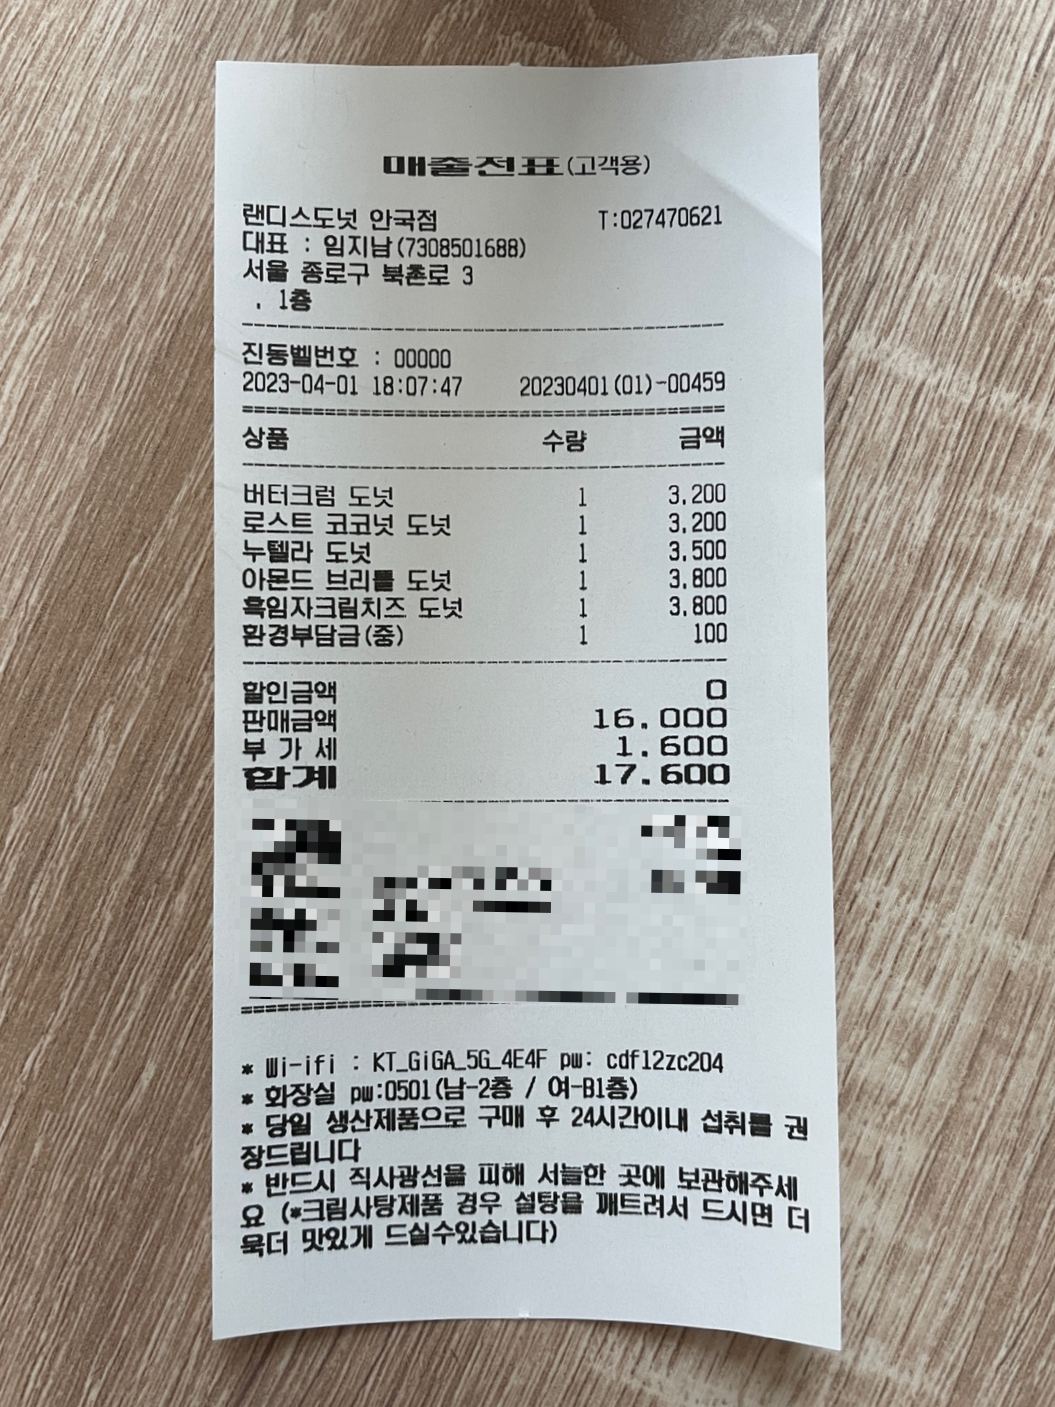 매출전표(고객용)
랜디스도넛 안국점 T:027470621
대표 : 임지남(7308501688)
서울 종로구 북촌로 3
, 1층
진동벨번호 : 00000
2023-04-01 18:07:47 20230401(01)-00459
상품 수량 금액
버터크럼 도넛 1 3,200
로스트 코코넛 도넛 1 3,200
누텔라 도넛 1 3,500
아몬드 브리틀 도넛 1 3,800
흑임자크림치즈 도넛 1 3,800
환경부담금(중) 1 100
할인금액 0
판매금액 16.000
부 가 세 1.600
합계 17.600
* Wi-ifi : KT_GiGA_5G_4E4F pw: cdf12zc204
* 화장실 pw:0501(남-2층 / 여-B1층)
* 당일 생산제품으로 구매 후 24시간이내 섭취를 권
장드립니다
* 반드시 직사광선을 피해 서늘한 곳에 보관해주세
요 (*크림사탕제품 경우 설탕을 깨트려서 드시면 더
욱더 맛있게 드실수있습니다)